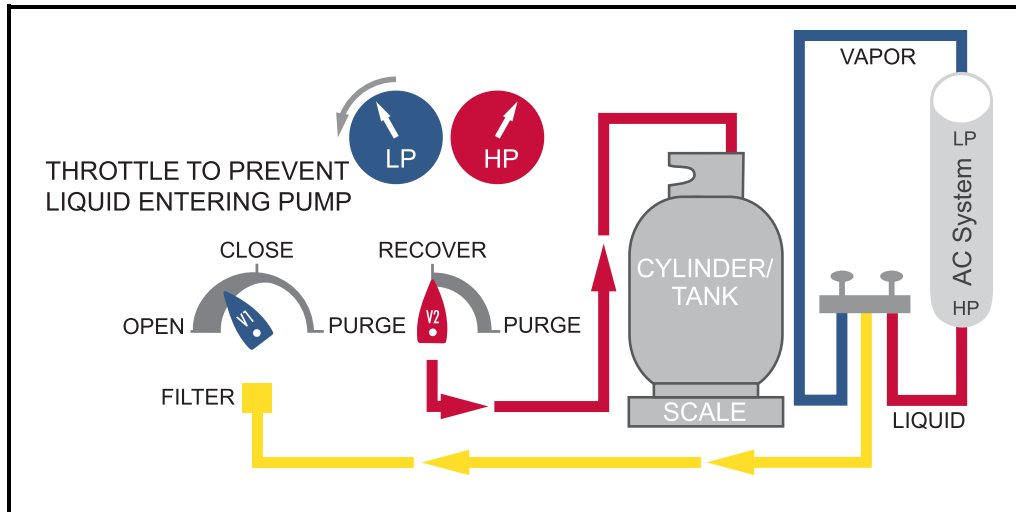 VAPOR
LP
HP
LP
THROTTLE TO PREVENT
LIQUID ENTERING PUMP
AC System
CLOSE
RECOVER
CYLINDER/
TANK
HP
OPEN
V1
PURGE
V2
PURGE
FILTER
SCALE
LIQUID